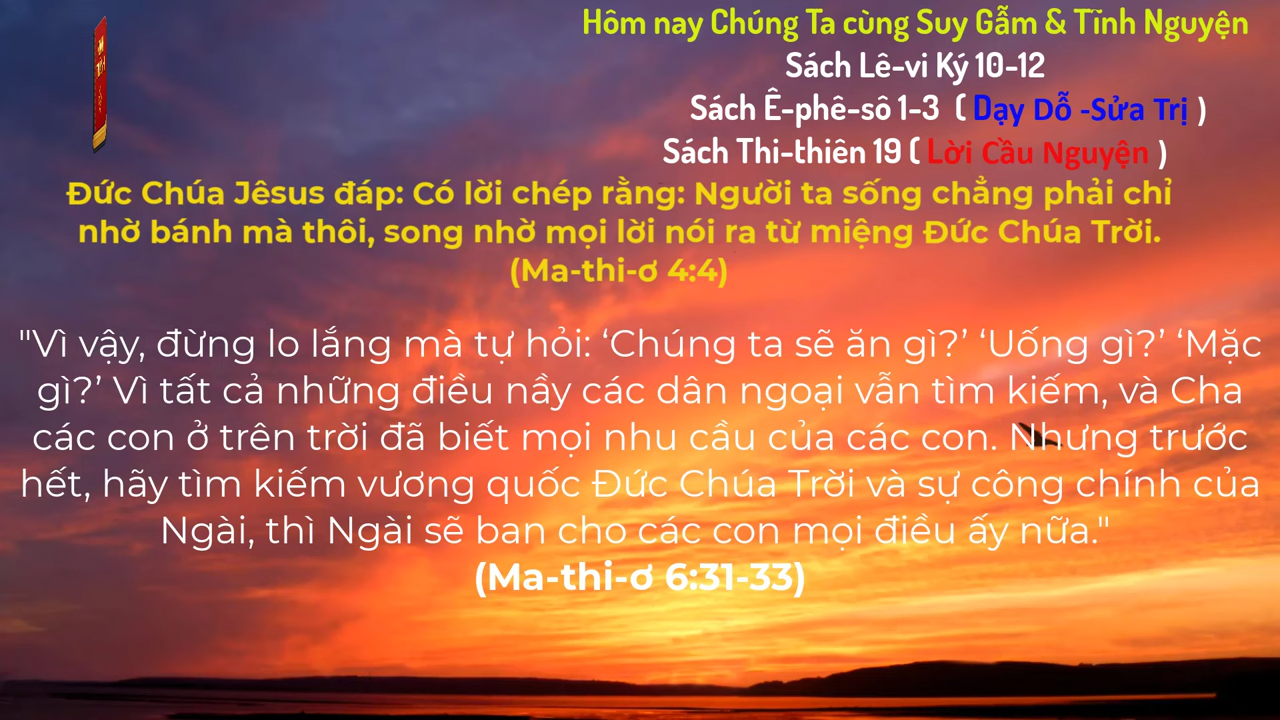 Hôm nay Chúng Ta cùng Suy Gẫm & Tĩnh Nguyện
Sách Lê-vi Ký 10-12
Sách Ê-phê-sô 1-3 ( Dạy Dỗ -Sửa Trị )
Sách Thi-thiên 19 ( Lời Cầu Nguyện )
Đức Chúa Jêsus đáp: Có lời chép rằng: Người ta sống chẳng phải chỉ
nhờ bánh mà thôi, song nhờ mọi lời nói ra từ miệng Đức Chúa Trời.
(Ma-thi-ơ 4:4)
"Vì vậy, đừng lo lắng mà tự hỏi: ‘Chúng ta sẽ ăn gì?’ ‘Uống gì?’ ‘Mặc
gì?’ Vì tất cả những điều nầy các dân ngoại vẫn tìm kiếm, và Cha
các con ở trên trời đã biết mọi nhu cầu của các con. Nhưng trước
hết, hãy tìm kiếm vương quốc Đức Chúa Trời và sự công chính của
Ngài, thì Ngài sẽ ban cho các con mọi điều ấy nữa."
(Ma-thi-ơ 6:31-33)